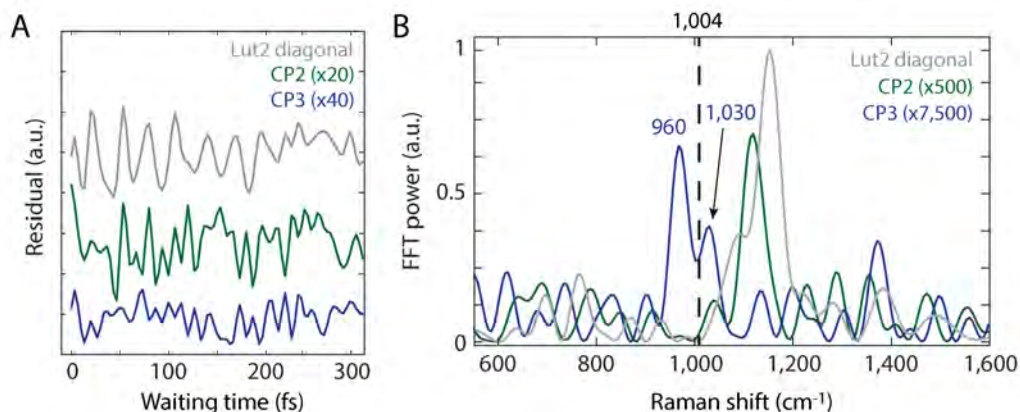 A
Lut2 diagonal
CP2 (x20)
CP3 (x40)
Residual (a.u.)
0
100
200
300
Waiting time (fs)
B
1,004
Lut2 diagonal
CP2 (x500)
CP3 (x7,500)
960
1,030
FFT power (a.u.)
1
0.5
0
600
800
1,000
1,200
1,400
1,600
Raman shift (cm⁻¹)